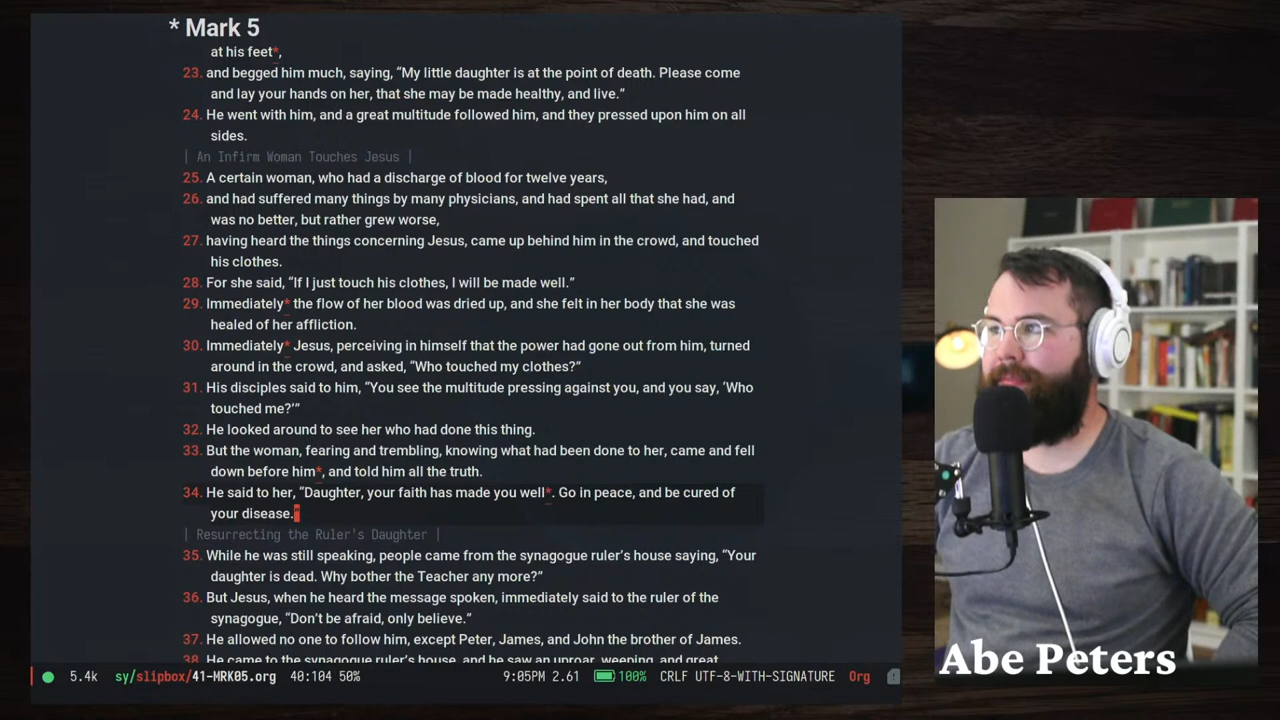 * Mark 5
at his feet*,
23. and begged him much, saying, “My little daughter is at the point of death. Please come
and lay your hands on her, that she may be made healthy, and live.”
24. He went with him, and a great multitude followed him, and they pressed upon him on all
sides.
| An Infirm Woman Touches Jesus |
25. A certain woman, who had a discharge of blood for twelve years,
26. and had suffered many things by many physicians, and had spent all that she had, and
was no better, but rather grew worse,
27. having heard the things concerning Jesus, came up behind him in the crowd, and touched
his clothes.
28. For she said, “If I just touch his clothes, I will be made well.”
29. Immediately* the flow of her blood was dried up, and she felt in her body that she was
healed of her affliction.
30. Immediately* Jesus, perceiving in himself that the power had gone out from him, turned
around in the crowd, and asked, “Who touched my clothes?”
31. His disciples said to him, “You see the multitude pressing against you, and you say, ‘Who
touched me?’”
32. He looked around to see her who had done this thing.
33. But the woman, fearing and trembling, knowing what had been done to her, came and fell
down before him*, and told him all the truth.
34. He said to her, “Daughter, your faith has made you well*. Go in peace, and be cured of
your disease.”
| Resurrecting the Ruler's Daughter |
35. While he was still speaking, people came from the synagogue ruler’s house saying, “Your
daughter is dead. Why bother the Teacher any more?”
36. But Jesus, when he heard the message spoken, immediately said to the ruler of the
synagogue, “Don’t be afraid, only believe.”
37. He allowed no one to follow him, except Peter, James, and John the brother of James.
38. He came to the synagogue ruler’s house, and he saw an uproar, weeping, and great
5.4k sy/slipbox/41-MRK05.org 40:104 50% 9:05PM 2.61 100% CRLF UTF-8-WITH-SIGNATURE Org
Abe Peters